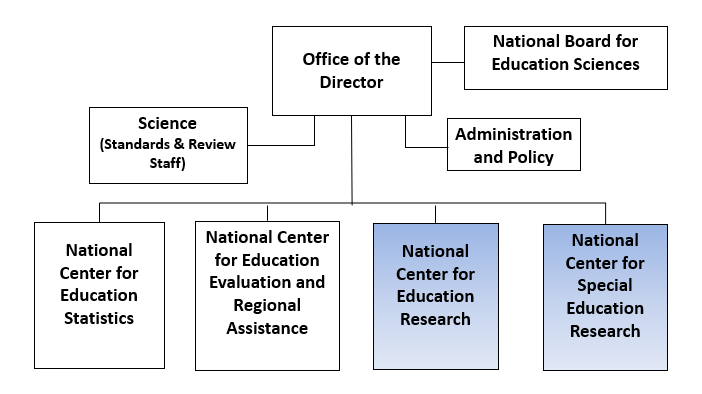 Office of the
Director
National Board for
Education Sciences
Science
(Standards & Review
Staff)
Administration
and Policy
National
Center for
Education
Statistics
National Center
for Education
Evaluation and
Regional
Assistance
National
Center for
Education
Research
National
Center for
Special
Education
Research